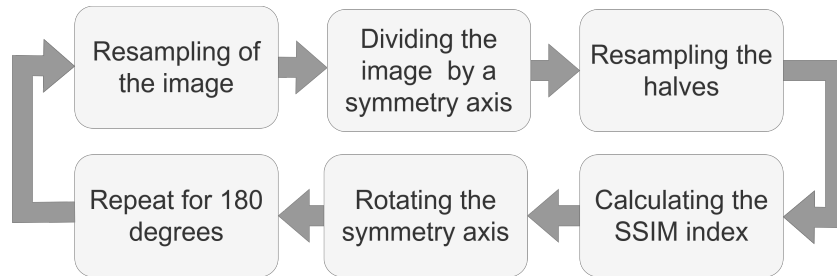 Resampling of
the image
Dividing the
image by a
symmetry axis
Resampling the
halves
Repeat for 180
degrees
Rotating the
symmetry axis
Calculating the
SSIM index